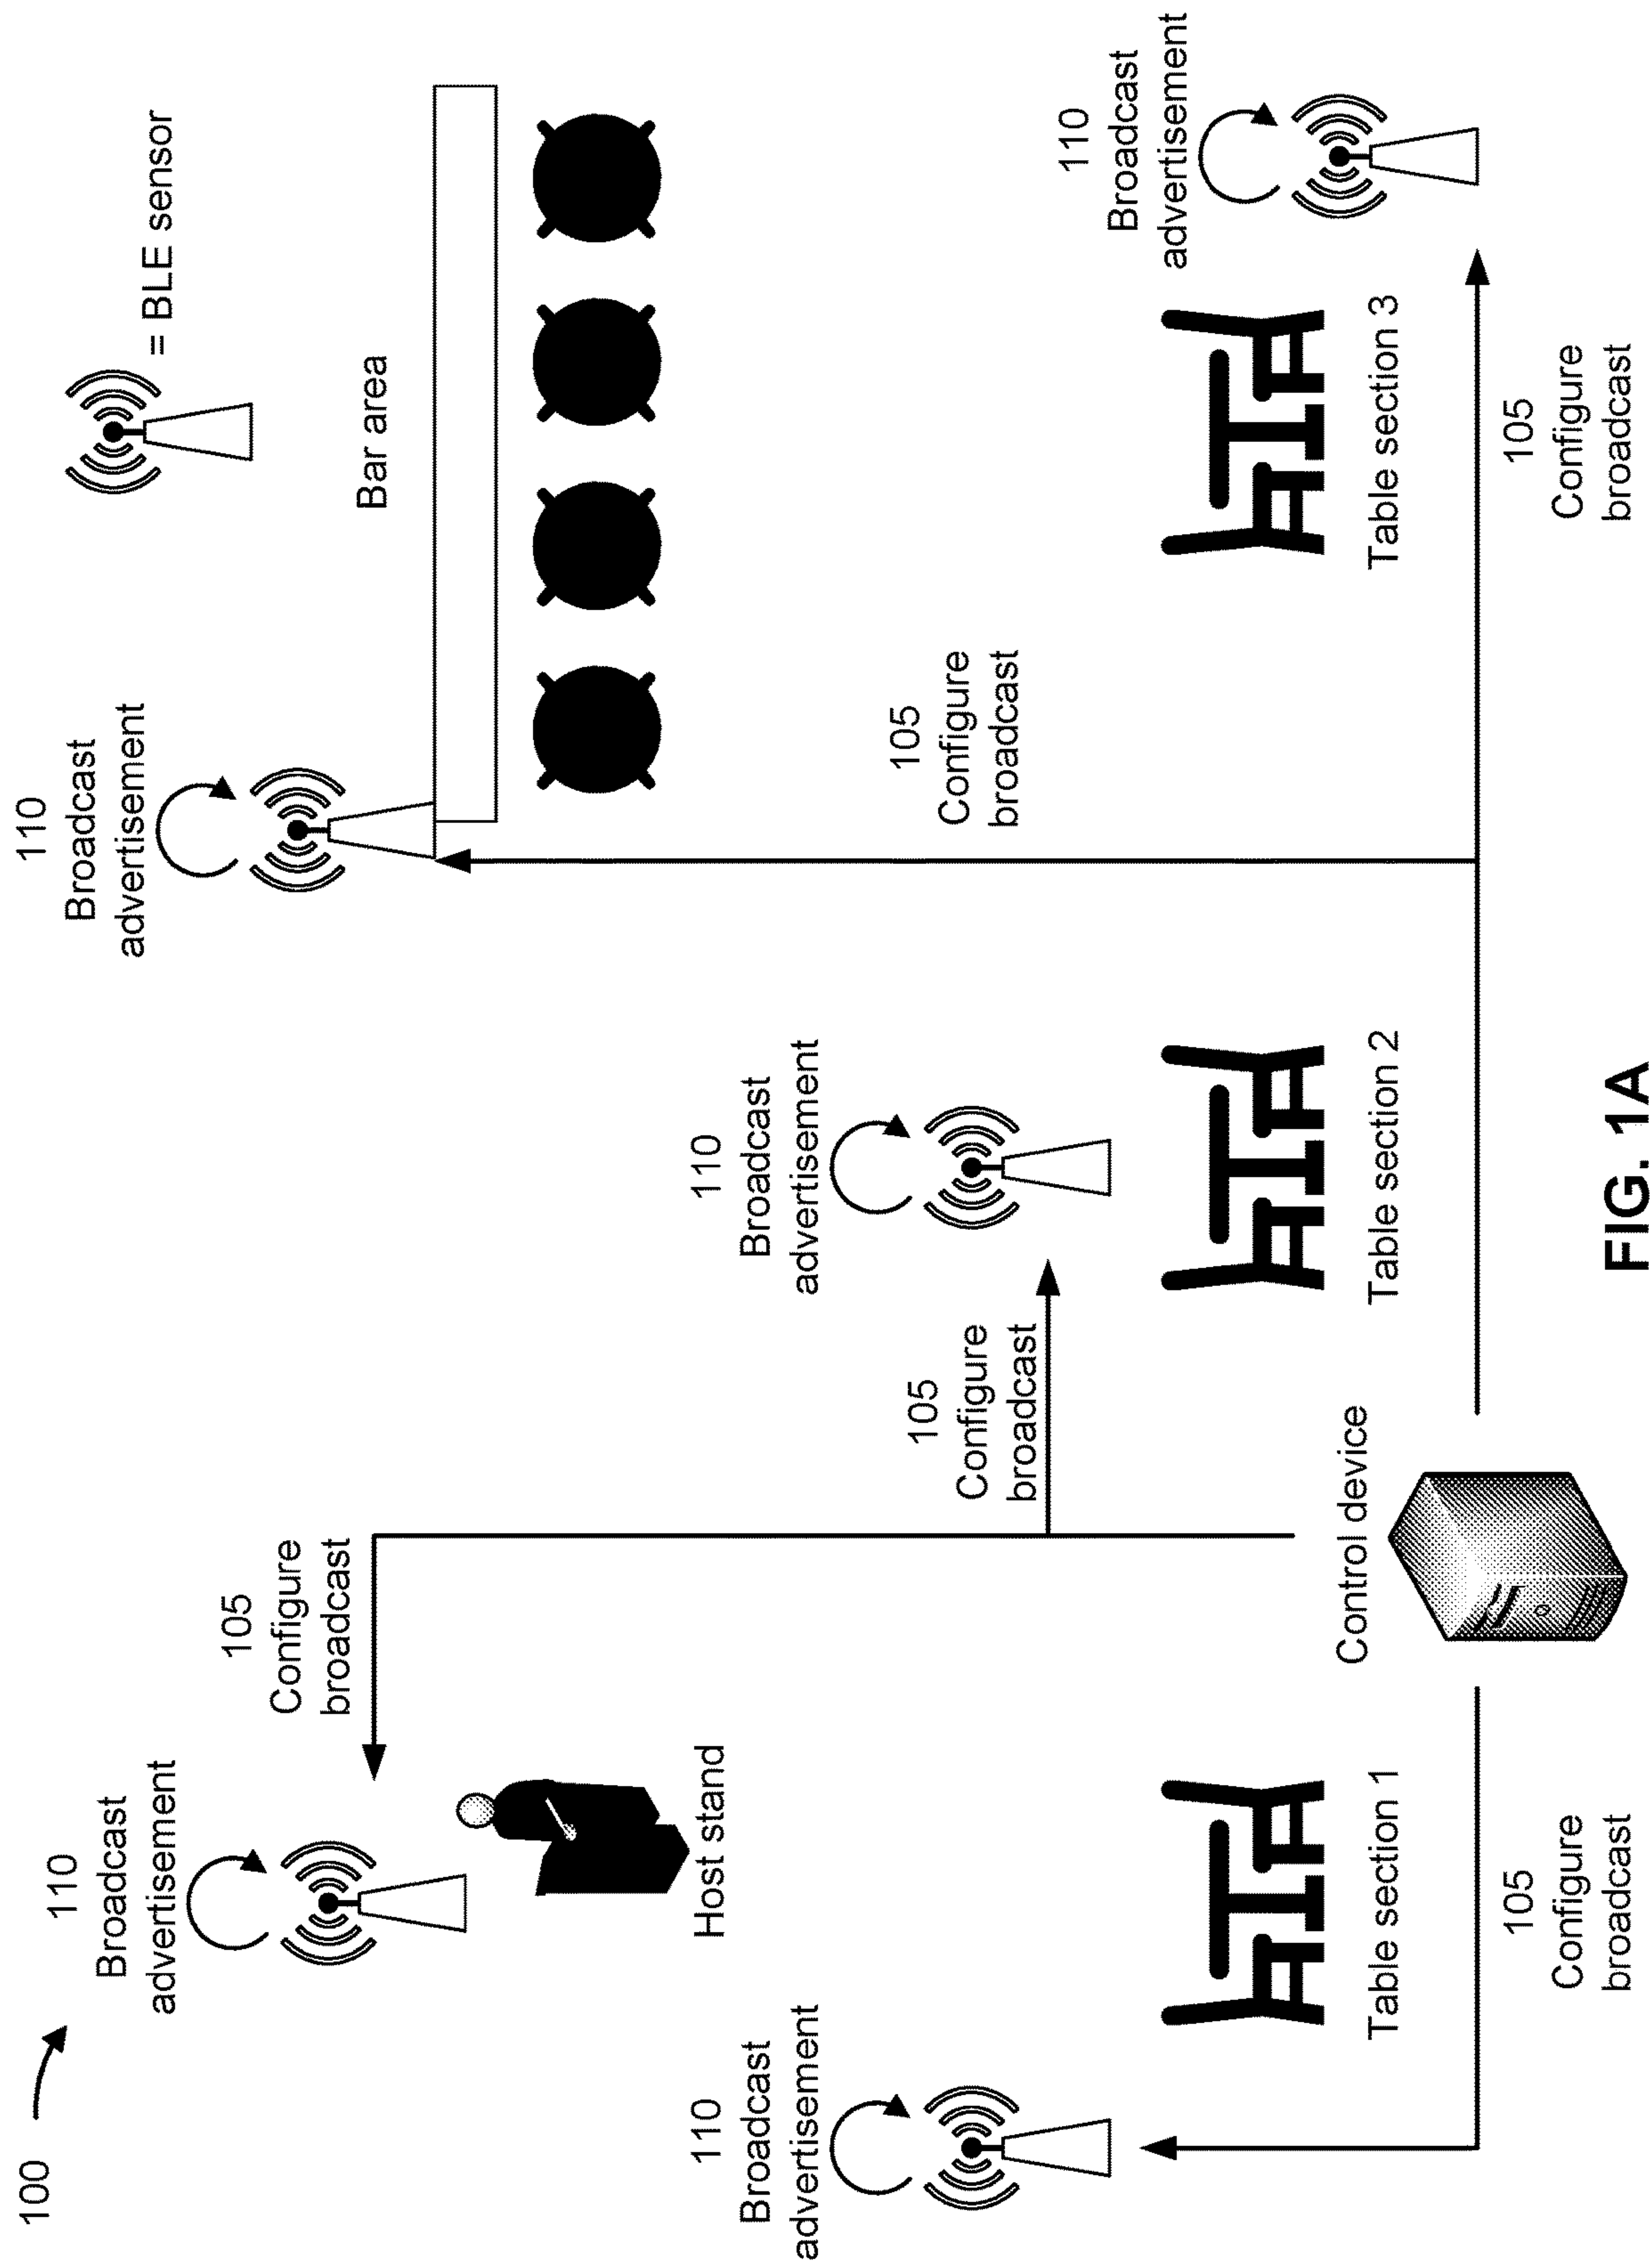 100
110
Broadcast
advertisement
105
Configure
broadcast
Host stand
110
Broadcast
advertisement
= BLE sensor
Bar area
110
Broadcast
advertisement
105
Configure
broadcast
110
Broadcast
advertisement
105
Configure
broadcast
110
Broadcast
advertisement
Table section 1
Control device
Table section 2
Table section 3
105
Configure
broadcast
105
Configure
broadcast
FIG. 1A